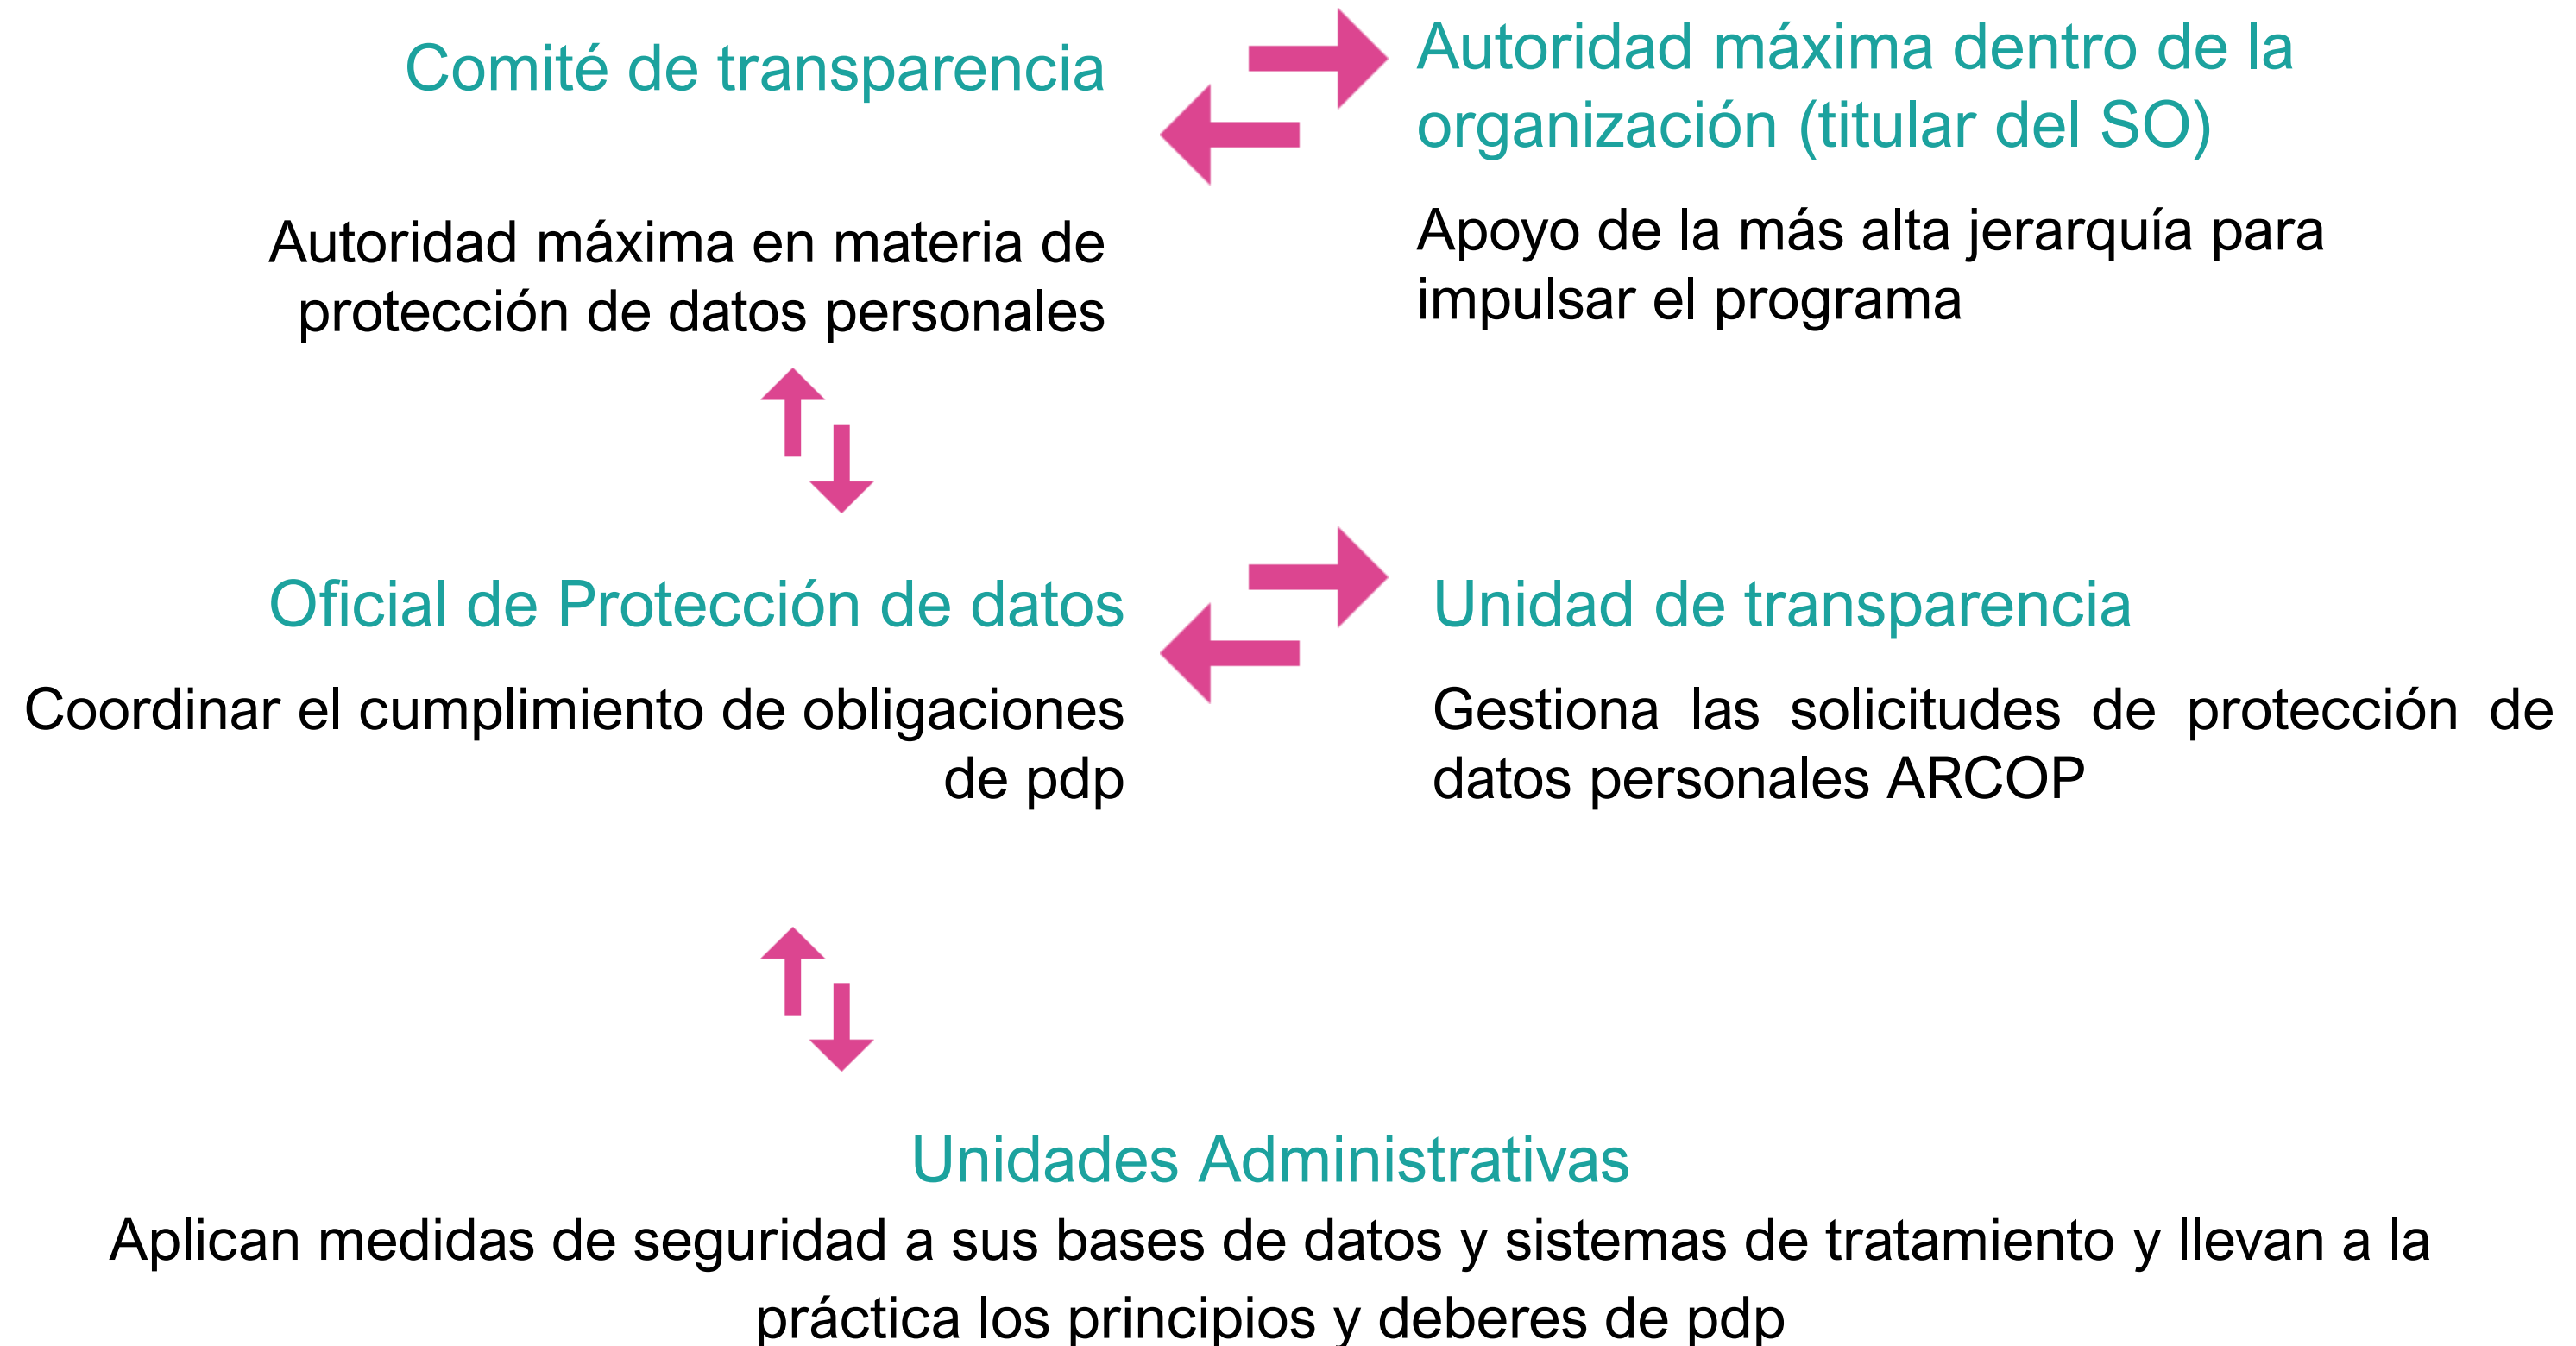 Comité de transparencia
Autoridad máxima en materia de
protección de datos personales
Autoridad máxima dentro de la
organización (titular del SO)
Apoyo de la más alta jerarquía para
impulsar el programa
Oficial de Protección de datos
Coordinar el cumplimiento de obligaciones
de pdp
Unidad de transparencia
Gestiona las solicitudes de protección de
datos personales ARCOP
Unidades Administrativas
Aplican medidas de seguridad a sus bases de datos y sistemas de tratamiento y llevan a la
práctica los principios y deberes de pdp